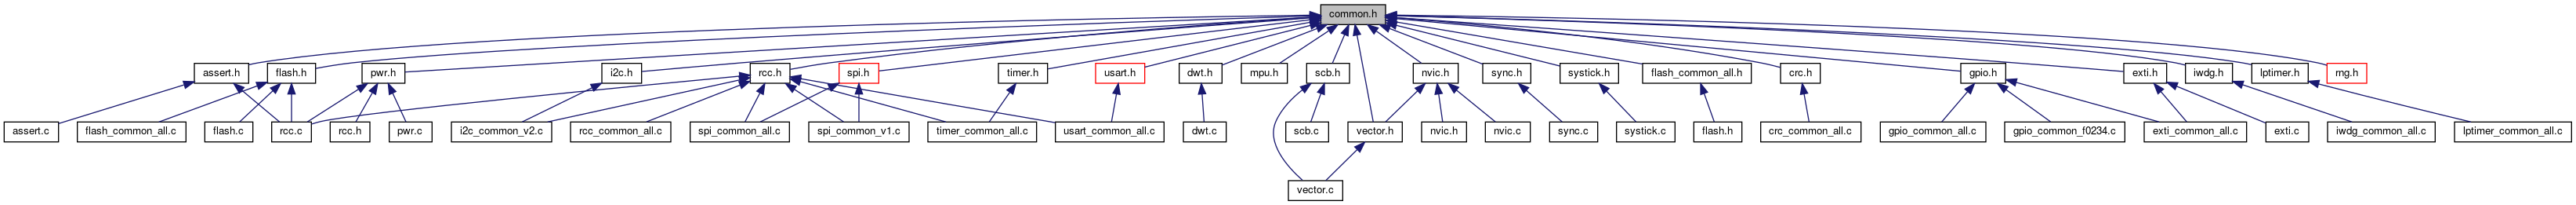 common.h
assert.h
flash.h
pwr.h
i2c.h
rcc.h
spi.h
timer.h
usart.h
dwt.h
mpu.h
scb.h
nvic.h
sync.h
systick.h
flash_common_all.h
crc.h
gpio.h
exti.h
iwdg.h
lptimer.h
rng.h
assert.c
flash_common_all.c
flash.c
rcc.c
rcc.h
pwr.c
i2c_common_v2.c
rcc_common_all.c
spi_common_all.c
spi_common_v1.c
timer_common_all.c
usart_common_all.c
dwt.c
scb.c
vector.h
nvic.h
nvic.c
sync.c
systick.c
flash.h
crc_common_all.c
gpio_common_all.c
gpio_common_f0234.c
exti_common_all.c
exti.c
iwdg_common_all.c
lptimer_common_all.c
vector.c